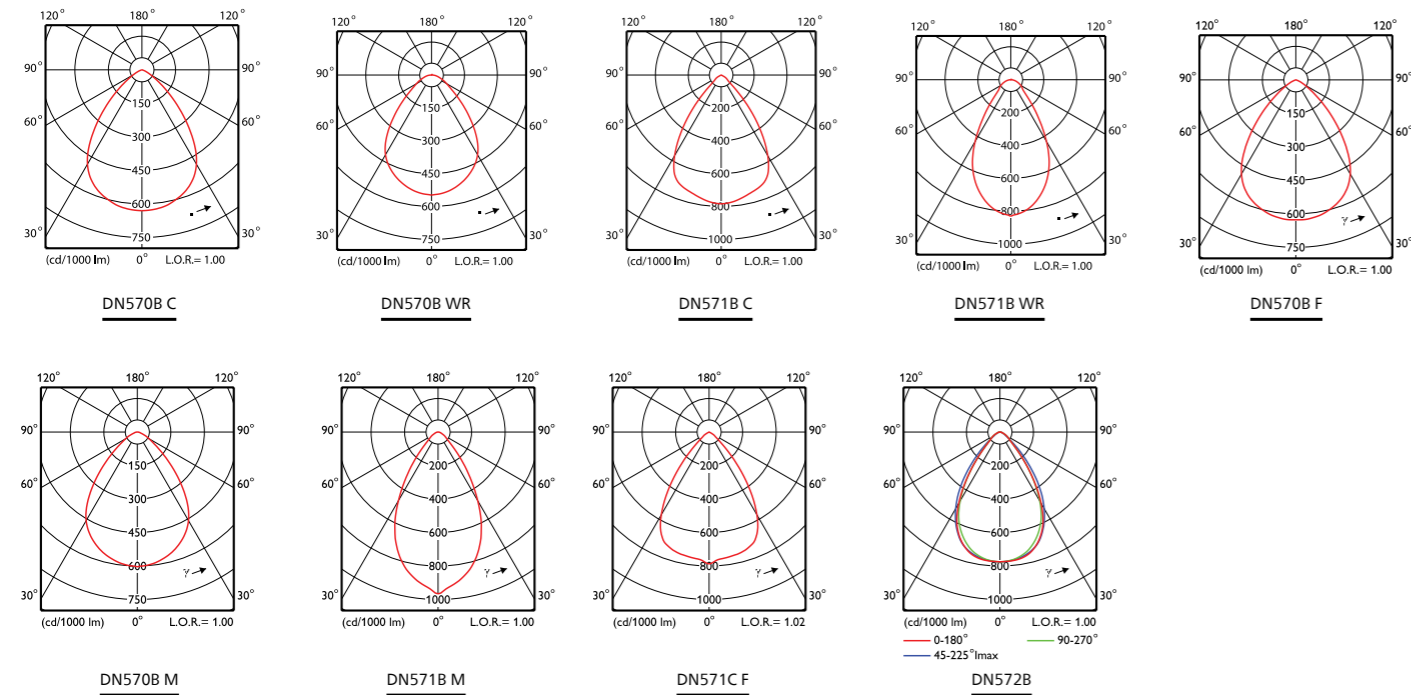 120° 180° 120°
90° 90°
150
60° 300 60°
450
600
30° 750 30°
(cd/1000 lm) 0° L.O.R.= 1.00
DN570B C
120° 180° 120°
90° 90°
150
60° 300 60°
450
600
30° 750 30°
(cd/1000 lm) 0° L.O.R.= 1.00
DN570B WR
120° 180° 120°
90° 90°
200
60° 400 60°
600
800
30° 1000 30°
(cd/1000 lm) 0° L.O.R.= 1.00
DN571B C
120° 180° 120°
90° 90°
200
60° 400 60°
600
800
30° 1000 30°
(cd/1000 lm) 0° L.O.R.= 1.00
DN571B WR
120° 180° 120°
90° 90°
150
60° 300 60°
450
600
γ
30° 750 30°
(cd/1000 lm) 0° L.O.R.= 1.00
DN570B F
120° 180° 120°
90° 90°
150
60° 300 60°
450
600
γ
30° 750 30°
(cd/1000 lm) 0° L.O.R.= 1.00
DN570B M
120° 180° 120°
90° 90°
200
60° 400 60°
600
800
γ
30° 1000 30°
(cd/1000 lm) 0° L.O.R.= 1.00
DN571B M
120° 180° 120°
90° 90°
200
60° 400 60°
600
800
γ
30° 1000 30°
(cd/1000 lm) 0° L.O.R.= 1.02
DN571C F
120° 180° 120°
90° 90°
200
60° 400 60°
600
800
γ
30° 1000 30°
(cd/1000 lm) 0° L.O.R.= 1.00
0-180° 90-270°
45-225°Imax
DN572B